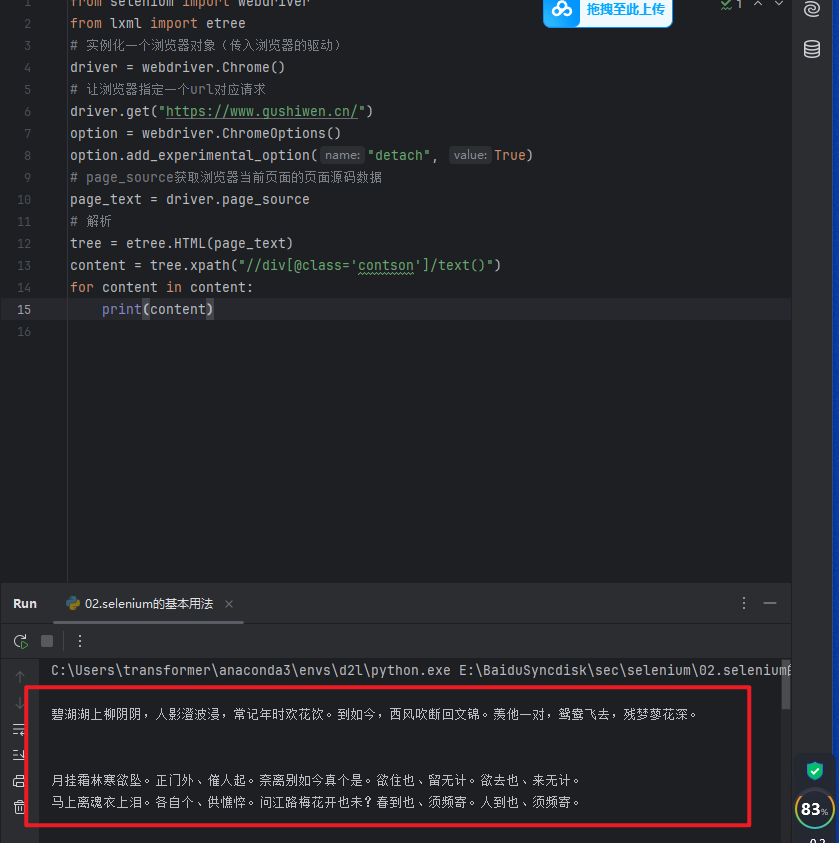 1 from selenium import webdriver
拖拽至此上传
1
2 from lxml import etree
3 # 实例化一个浏览器对象（传入浏览器的驱动）
4 driver = webdriver.Chrome()
5 # 让浏览器指定一个url对应请求
6 driver.get("https://www.gushiwen.cn/")
7 option = webdriver.ChromeOptions()
8 option.add_experimental_option( name: "detach", value: True)
9 # page_source获取浏览器当前页面的页面源码数据
10 page_text = driver.page_source
11 # 解析
12 tree = etree.HTML(page_text)
13 content = tree.xpath("//div[@class='contson']/text()")
14 for content in content:
15 print(content)
16
Run 02.selenium的基本用法
C:\Users\transformer\anaconda3\envs\d2l\python.exe E:\BaiduSyncdisk\sec\selenium\02.selenium
碧湖湖上柳阴阴，人影澄波浸，常记年时欢花饮。到如今，西风吹断回文锦。羡他一对，鸳鸯飞去，残梦蓼花深。
月挂霜林寒欲坠。正门外、催人起。奈离别如今真个是。欲住也、留无计。欲去也、来无计。
马上离魂衣上泪。各自个、供憔悴。问江路梅花开也未？春到也、须频寄。人到也、须频寄。
83%